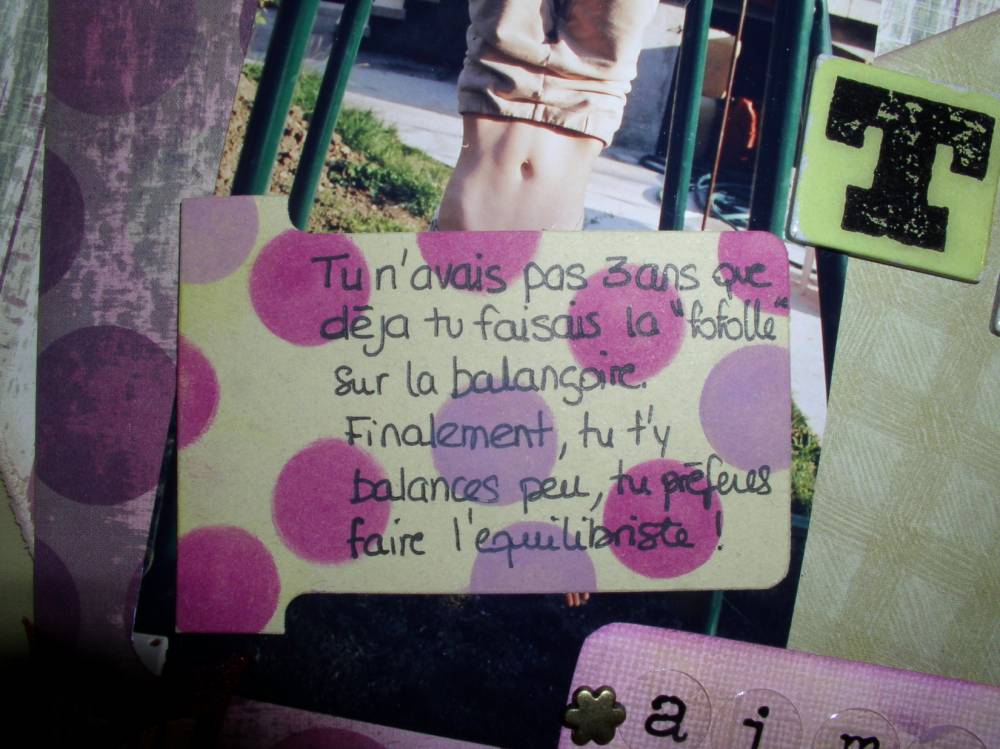 T
Tu n'avais pas 3 ans que
déja tu faisais la "fofolle"
sur la balançoire.
Finalement, tu t'y
balances peu, tu préfères
faire l'equilibriste !
a i m